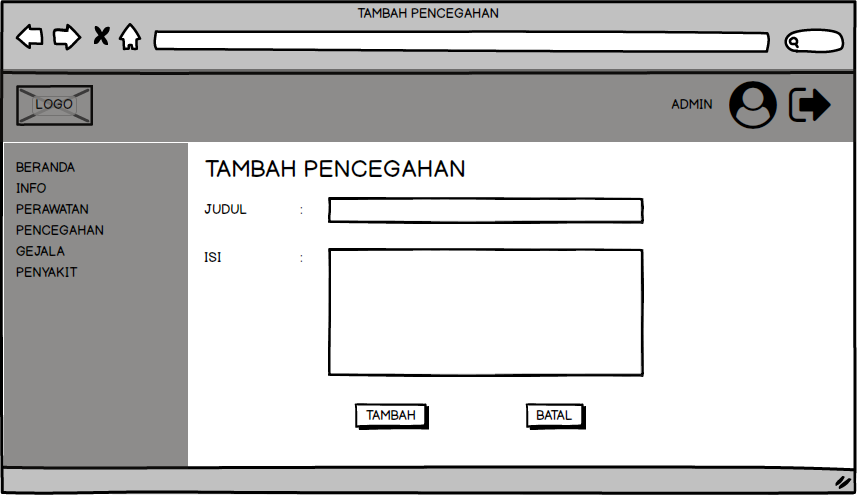 TAMBAH PENCEGAHAN
LOGO
ADMIN
BERANDA
INFO
PERAWATAN
PENCEGAHAN
GEJALA
PENYAKIT
TAMBAH PENCEGAHAN
JUDUL :
ISI :
TAMBAH BATAL